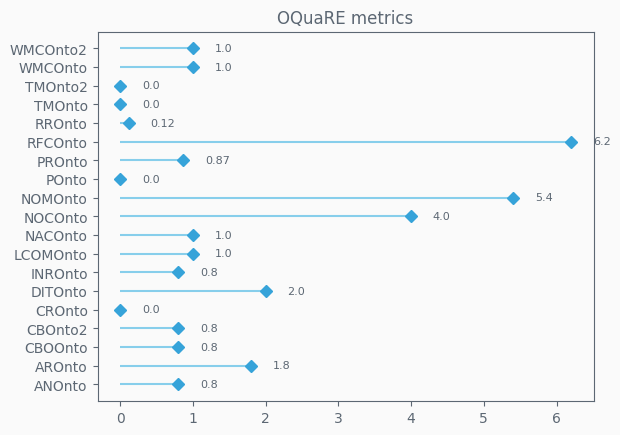 OQuaRE metrics
WMCOnto2 1.0
WMCOnto 1.0
TMOnto2 0.0
TMOnto 0.0
RROnto 0.12
RFCOnto 6.2
PROnto 0.87
POnto 0.0
NOMOnto 5.4
NOCOnto 4.0
NACOnto 1.0
LCOMOnto 1.0
INROnto 0.8
DITOnto 2.0
CROnto 0.0
CBOnto2 0.8
CBOOnto 0.8
AROnto 1.8
ANOnto 0.8
0 1 2 3 4 5 6